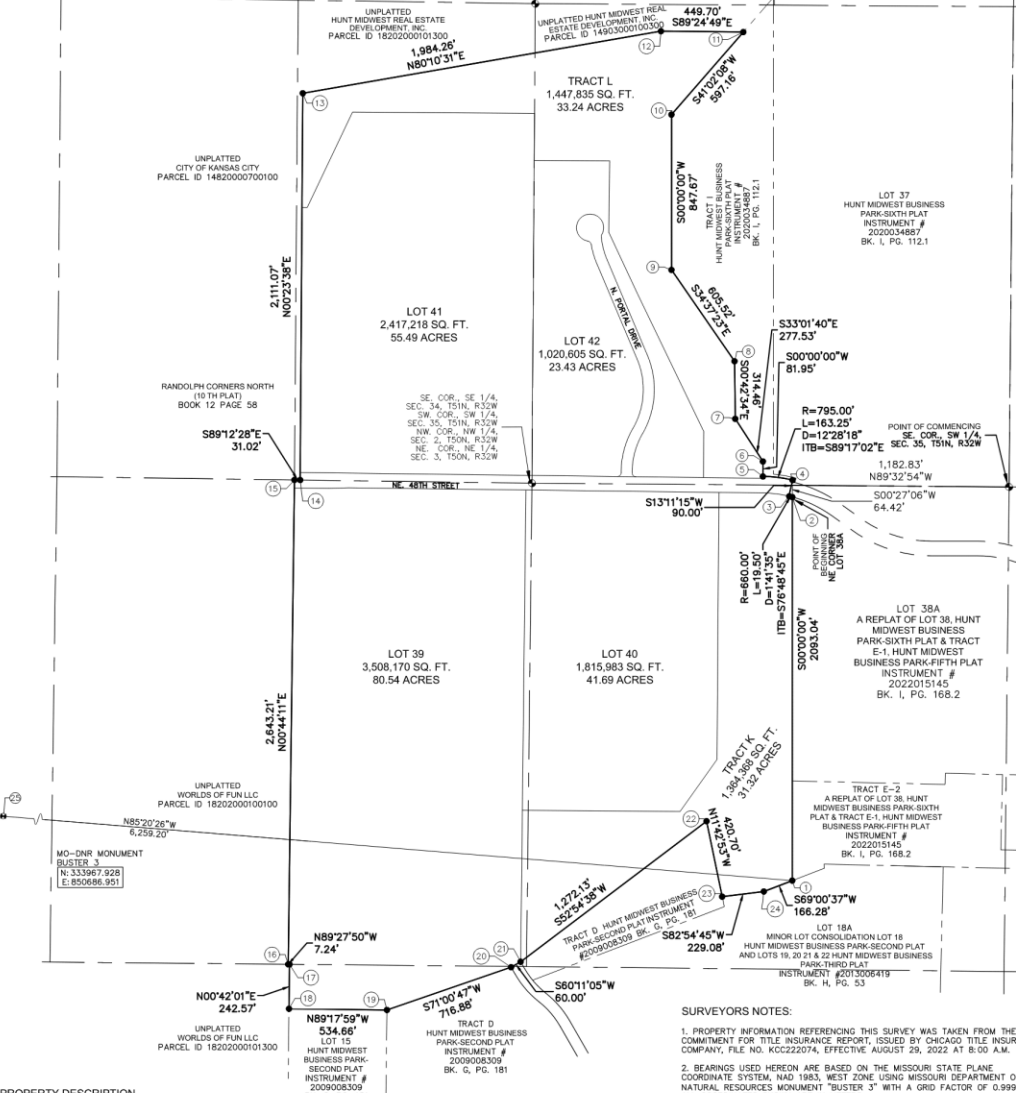 UNPLATTED
HUNT MIDWEST REAL ESTATE
DEVELOPMENT, INC.
PARCEL ID 18202000101300
UNPLATTED HUNT MIDWEST REAL
ESTATE DEVELOPMENT, INC.
PARCEL ID 14903000100300
449.70'
S89°24'49"E
12
11
1,984.26'
N80°10'31"E
13
TRACT L
1,447,835 SQ. FT.
33.24 ACRES
S41°02'08"W
597.16'
10
UNPLATTED
CITY OF KANSAS CITY
PARCEL ID 14820000700100
S00°00'00"W
847.67'
TRACT I
HUNT MIDWEST BUSINESS
PARK-SIXTH PLAT
INSTRUMENT #
2020034887
BK. I, PG. 112.1
LOT 37
HUNT MIDWEST BUSINESS
PARK-SIXTH PLAT
INSTRUMENT #
2020034887
BK. I, PG. 112.1
9
2,111.07'
N00°23'38"E
LOT 41
2,417,218 SQ. FT.
55.49 ACRES
N. PORTAL DRIVE
LOT 42
1,020,605 SQ. FT.
23.43 ACRES
605.52'
S34°37'23"E
8
S33°01'40"E
277.53'
S00°00'00"W
81.95'
314.46'
S00°42'34"E
7
RANDOLPH CORNERS NORTH
(10 TH PLAT)
BOOK 12 PAGE 58
SE. COR., SE 1/4,
SEC. 34, T51N, R32W
SW. COR., SW 1/4,
SEC. 35, T51N, R32W
NW. COR., NW 1/4,
SEC. 2, T50N, R32W
NE. COR., NE 1/4,
SEC. 3, T50N, R32W
R=795.00'
L=163.25'
D=12°28'18"
ITB=S89°17'02"E
POINT OF COMMENCING
SE. COR., SW 1/4,
SEC. 35, T51N, R32W
S89°12'28"E
31.02'
6
5
4
1,182.83'
N89°32'54"W
15
14
NE. 48TH STREET
S13°11'15"W
90.00'
3
2
S00°27'06"W
64.42'
POINT OF
BEGINNING
NE CORNER
LOT 38A
R=660.00'
L=19.50'
D=1°41'35"
ITB=S76°48'45"E
S00°00'00"W
2093.04'
LOT 38A
A REPLAT OF LOT 38, HUNT
MIDWEST BUSINESS
PARK-SIXTH PLAT & TRACT
E-1, HUNT MIDWEST
BUSINESS PARK-FIFTH PLAT
INSTRUMENT #
2022015145
BK. I, PG. 168.2
LOT 39
3,508,170 SQ. FT.
80.54 ACRES
LOT 40
1,815,983 SQ. FT.
41.69 ACRES
2,643.21'
N00°44'11"E
TRACT K
1,364,368 SQ. FT.
31.32 ACRES
UNPLATTED
WORLDS OF FUN LLC
PARCEL ID 18202000100100
TRACT E-2
A REPLAT OF LOT 38, HUNT
MIDWEST BUSINESS PARK-SIXTH
PLAT & TRACT E-1, HUNT MIDWEST
BUSINESS PARK-FIFTH PLAT
INSTRUMENT #
2022015145
BK. I, PG. 168.2
25
N85°20'26"W
6,259.20'
22
420.70'
N11°42'53"W
MO-DNR MONUMENT
BUSTER 3
N: 333967.928
E: 850686.951
1
23
24
S69°00'37"W
166.28'
1,272.13'
S52°54'38"W
TRACT D HUNT MIDWEST BUSINESS
PARK-SECOND PLAT INSTRUMENT
#2009008309 BK. G, PG. 181
S82°54'45"W
229.08'
LOT 18A
MINOR LOT CONSOLIDATION LOT 18
HUNT MIDWEST BUSINESS PARK-SECOND PLAT
AND LOTS 19, 20 21 & 22 HUNT MIDWEST BUSINESS
PARK-THIRD PLAT
INSTRUMENT #2013006419
BK. H, PG. 53
N89°27'50"W
7.24'
16
17
20
21
S60°11'05"W
60.00'
N00°42'01"E
242.57'
18
19
S71°00'47"W
716.88'
N89°17'59"W
534.66'
LOT 15
HUNT MIDWEST
BUSINESS PARK-
SECOND PLAT
INSTRUMENT #
2009008309
UNPLATTED
WORLDS OF FUN LLC
PARCEL ID 18202000101300
TRACT D
HUNT MIDWEST BUSINESS
PARK-SECOND PLAT
INSTRUMENT #
2009008309
BK. G, PG. 181
SURVEYORS NOTES:
1. PROPERTY INFORMATION REFERENCING THIS SURVEY WAS TAKEN FROM THE
COMMITMENT FOR TITLE INSURANCE REPORT, ISSUED BY CHICAGO TITLE INSUR
COMPANY, FILE NO. KCC222074, EFFECTIVE AUGUST 29, 2022 AT 8:00 A.M.
2. BEARINGS USED HEREON ARE BASED ON THE MISSOURI STATE PLANE
COORDINATE SYSTEM, NAD 1983, WEST ZONE USING MISSOURI DEPARTMENT O
NATURAL RESOURCES MONUMENT "BUSTER 3" WITH A GRID FACTOR OF 0.999
PROPERTY DESCRIPTION